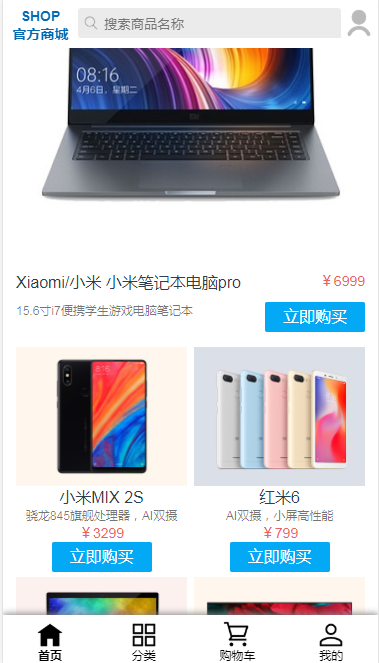 SHOP
官方商城
搜索商品名称
08:16
4月6日，星期二
Xiaomi/小米 小米笔记本电脑pro
￥6999
15.6寸i7便携学生游戏电脑笔记本
立即购买
小米MIX 2S
骁龙845旗舰处理器，AI双摄
￥3299
立即购买
红米6
AI双摄，小屏高性能
￥799
立即购买
首页
分类
购物车
我的